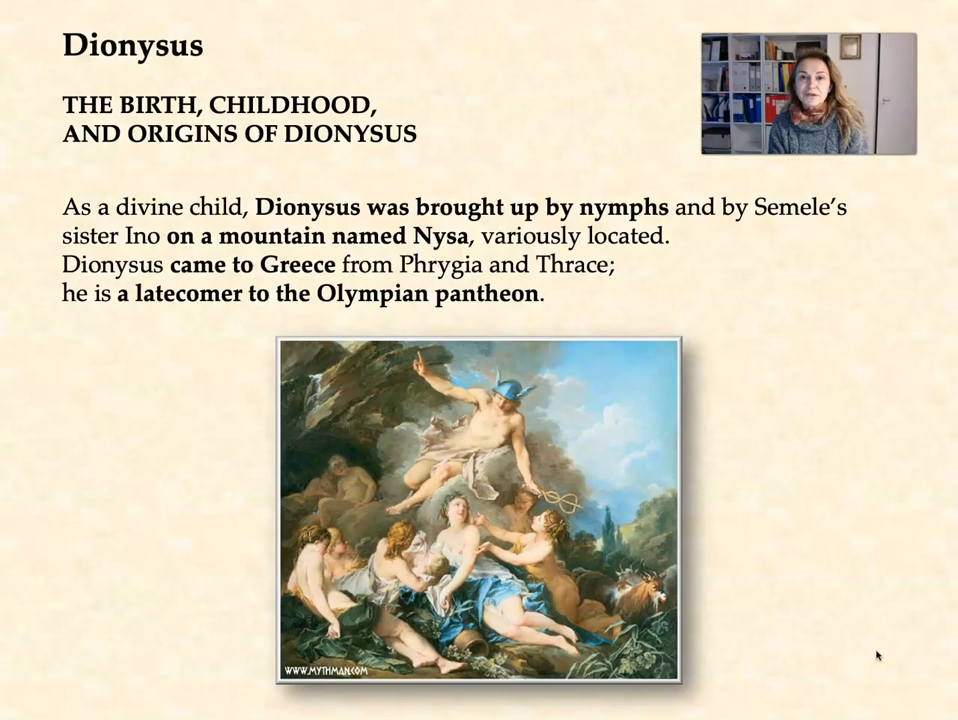 Dionysus
THE BIRTH, CHILDHOOD,
AND ORIGINS OF DIONYSUS
As a divine child, Dionysus was brought up by nymphs and by Semele’s
sister Ino on a mountain named Nysa, variously located.
Dionysus came to Greece from Phrygia and Thrace;
he is a latecomer to the Olympian pantheon.
WWW.MYTHMAN.COM